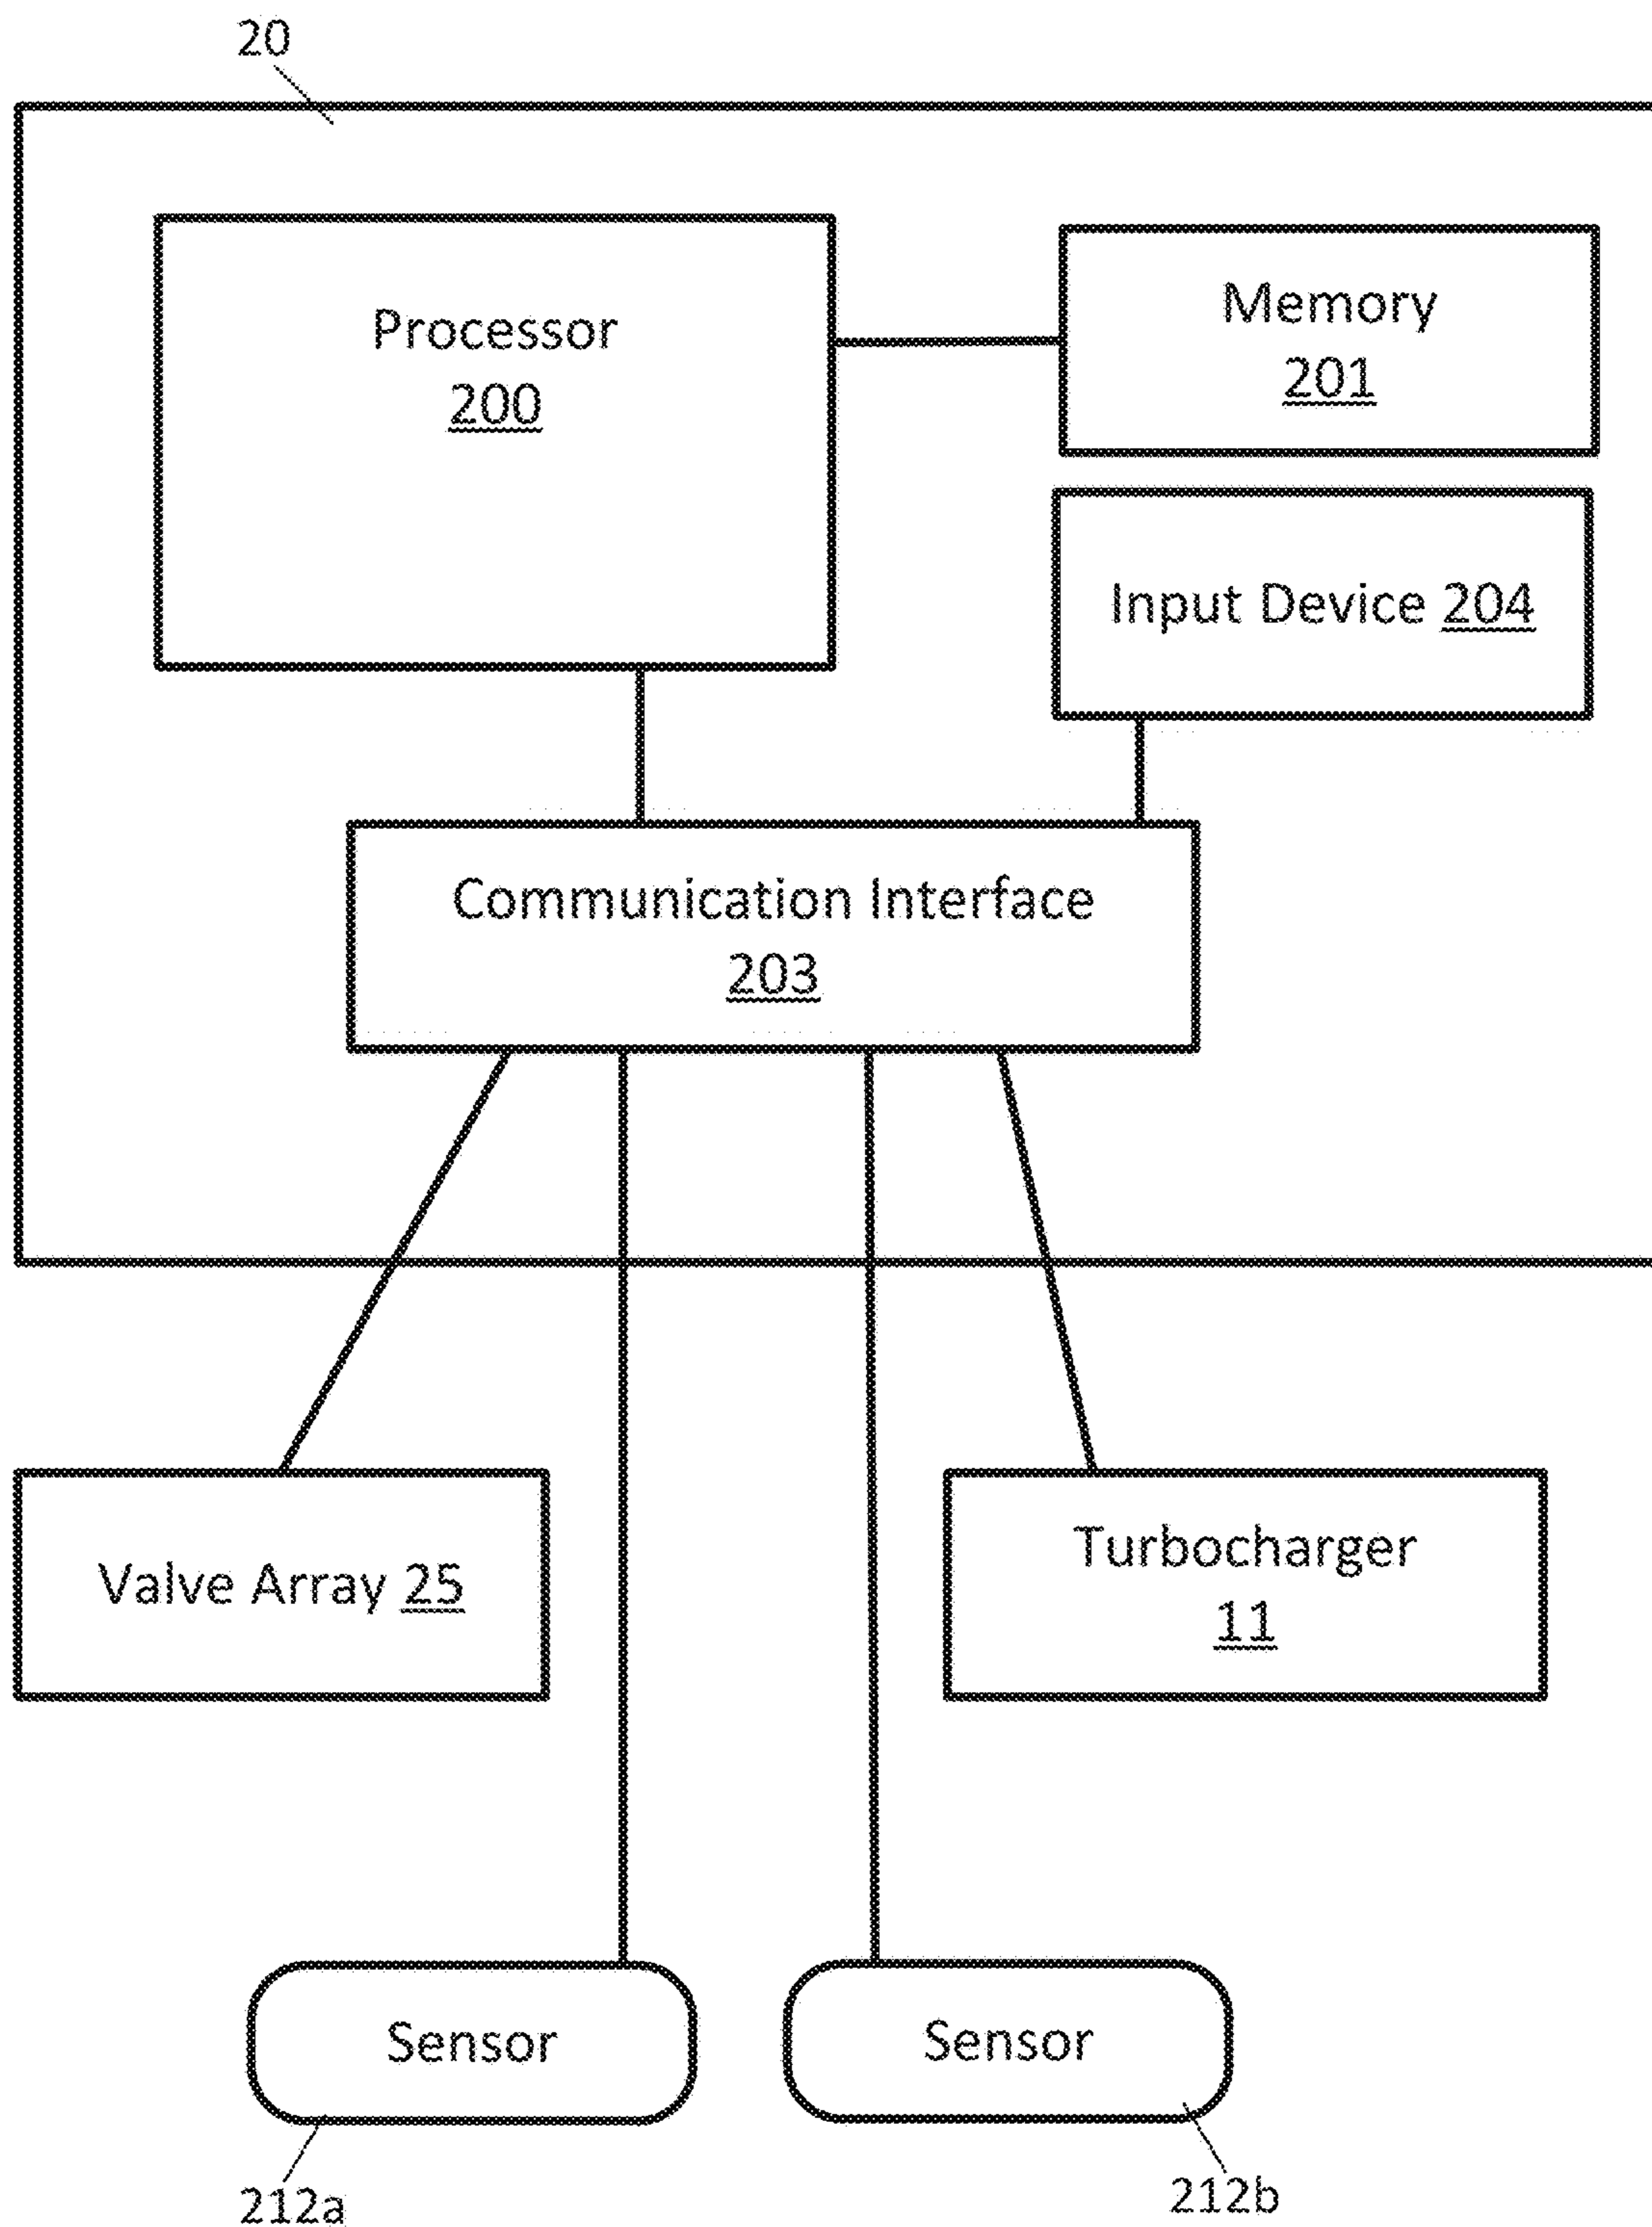 20
Processor
200
Memory
201
Input Device 204
Communication Interface
203
Valve Array 25
Turbocharger
11
Sensor
Sensor
212a
212b